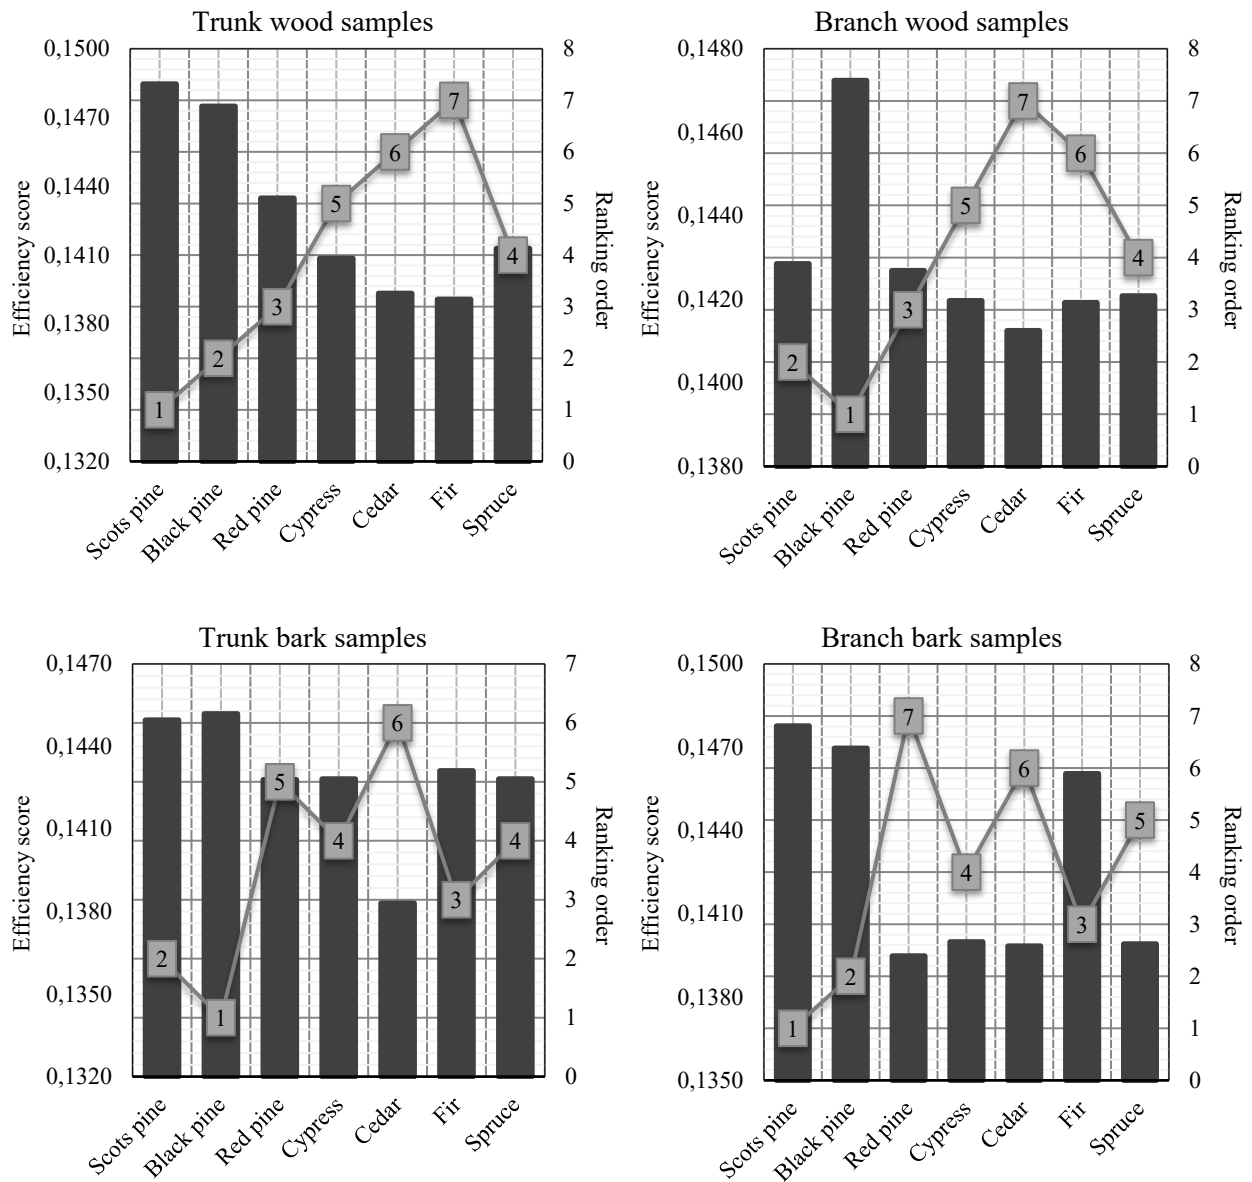 Trunk wood samples
0,1500
0,1470
0,1440
0,1410
0,1380
0,1350
0,1320
Efficiency score
8
7
6
5
4
3
2
1
0
Ranking order
1
2
3
5
6
7
4
Scots pine
Black pine
Red pine
Cypress
Cedar
Fir
Spruce
Branch wood samples
0,1480
0,1460
0,1440
0,1420
0,1400
0,1380
Efficiency score
8
7
6
5
4
3
2
1
0
Ranking order
2
1
3
5
7
6
4
Scots pine
Black pine
Red pine
Cypress
Cedar
Fir
Spruce
Trunk bark samples
0,1470
0,1440
0,1410
0,1380
0,1350
0,1320
Efficiency score
7
6
5
4
3
2
1
0
Ranking order
2
1
5
4
6
3
4
Scots pine
Black pine
Red pine
Cypress
Cedar
Fir
Spruce
Branch bark samples
0,1500
0,1470
0,1440
0,1410
0,1380
0,1350
Efficiency score
8
7
6
5
4
3
2
1
0
Ranking order
1
2
7
4
6
3
5
Scots pine
Black pine
Red pine
Cypress
Cedar
Fir
Spruce